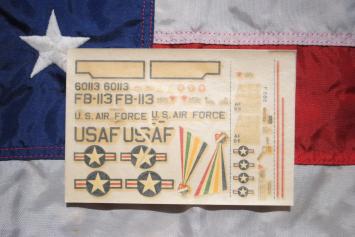 60113 60113
FB-113 FB-113
U.S. AIR FORCE U.S. AIR FORCE
USAF USAF